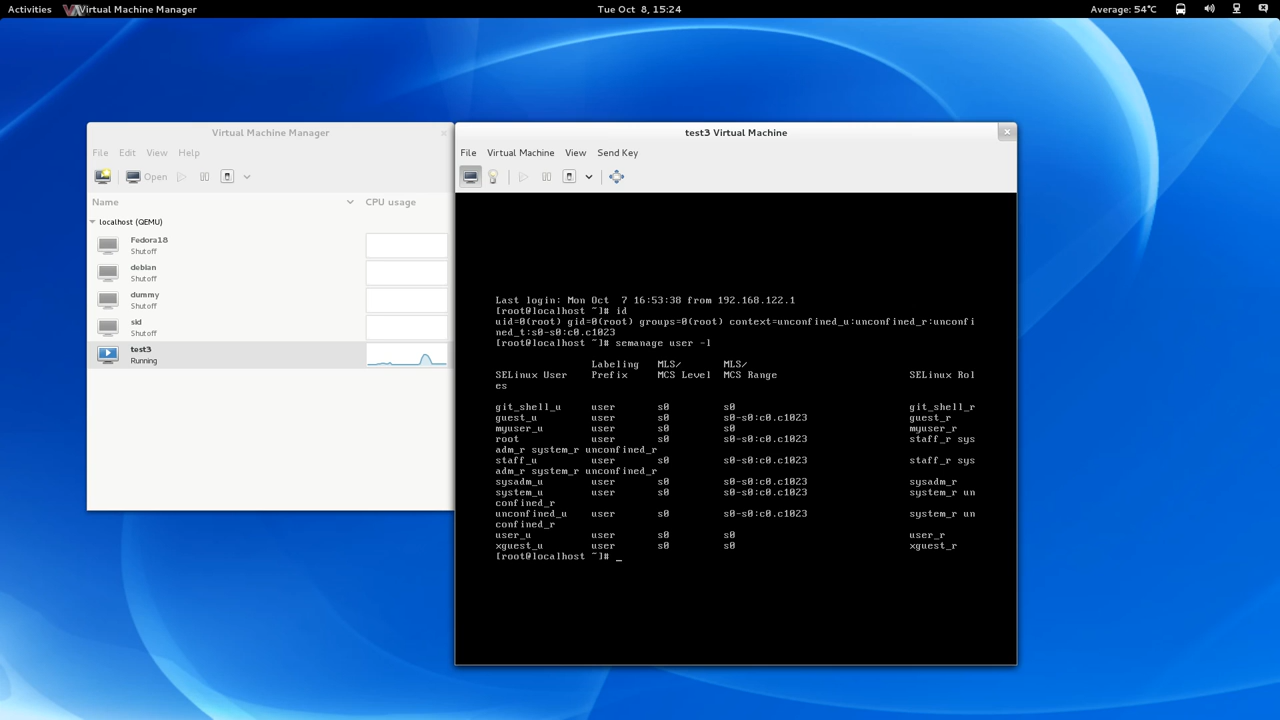 Activities Virtual Machine Manager Tue Oct 8, 15:24 Average: 54°C
Virtual Machine Manager
File Edit View Help
Open
Name CPU usage
localhost (QEMU)
Fedora18
Shutoff
debian
Shutoff
dummy
Shutoff
sid
Shutoff
test3
Running
test3 Virtual Machine
File Virtual Machine View Send Key
Last login: Mon Oct  7 16:53:38 from 192.168.122.1
[root@localhost ~]# id
uid=0(root) gid=0(root) groups=0(root) context=unconfined_u:unconfined_r:unconfi
ned_t:s0-s0:c0.c1023
[root@localhost ~]# semanage user -l
Labeling MLS/ MLS/
SELinux User Prefix MCS Level MCS Range SELinux Rol
es
git_shell_u user s0 s0 git_shell_r
guest_u user s0 s0-s0:c0.c1023 guest_r
myuser_u user s0 s0 myuser_r
root user s0 s0-s0:c0.c1023 staff_r sys
adm_r system_r unconfined_r
staff_u user s0 s0-s0:c0.c1023 staff_r sys
adm_r system_r unconfined_r
sysadm_u user s0 s0-s0:c0.c1023 sysadm_r
system_u user s0 s0-s0:c0.c1023 system_r un
confined_r
unconfined_u user s0 s0-s0:c0.c1023 system_r un
confined_r
user_u user s0 s0 user_r
xguest_u user s0 s0 xguest_r
[root@localhost ~]# _